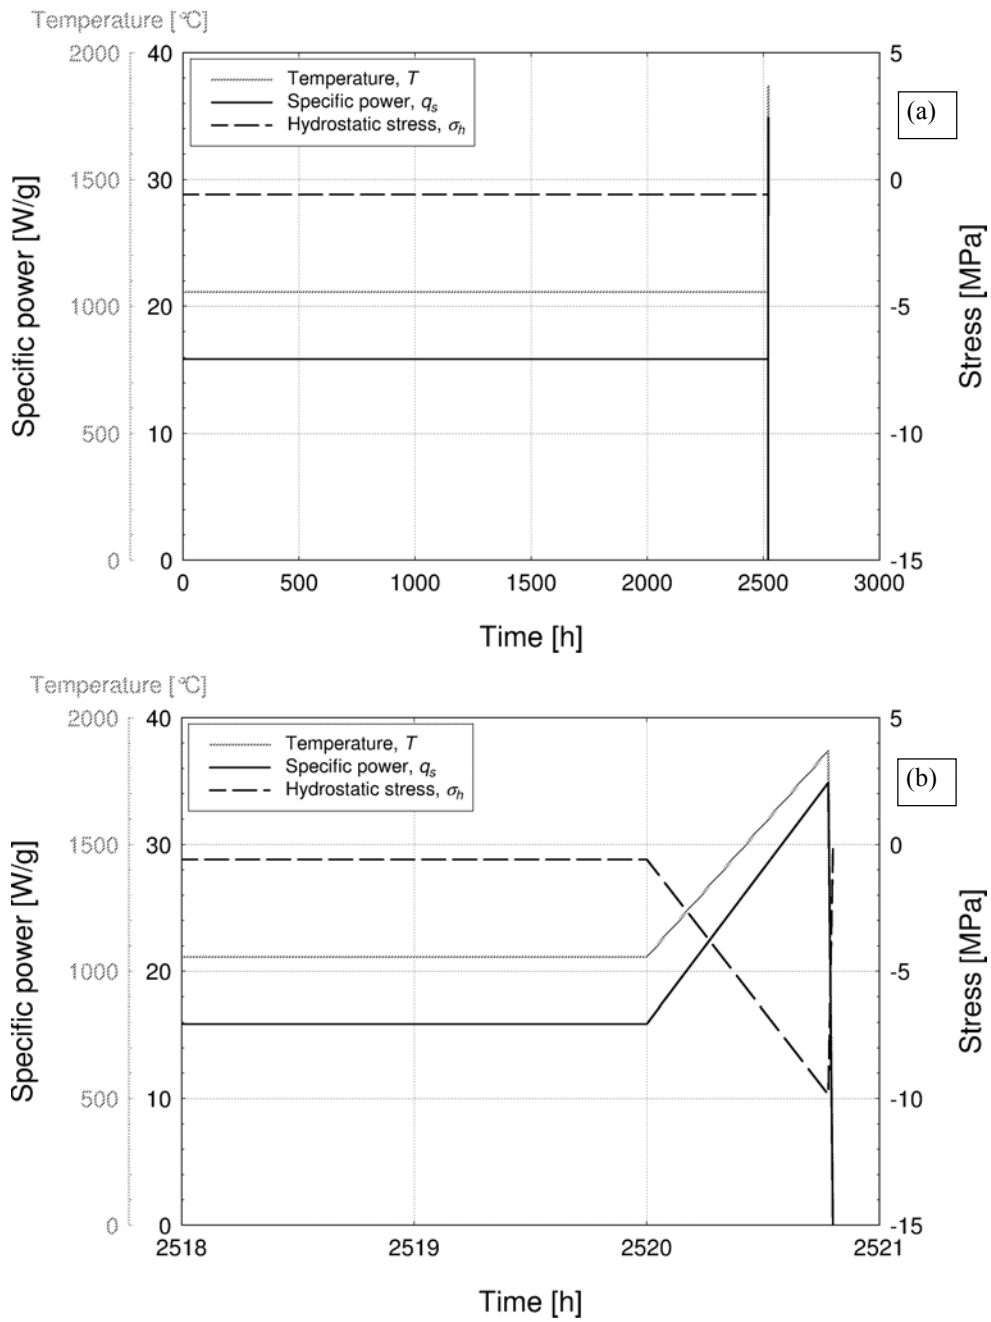 Temperature [°C]
2000 40 5
Temperature, T
Specific power, qs
Hydrostatic stress, σh
(a)
1500 30 0
1000 20 -5
500 10 -10
0 0 -15
Specific power [W/g]
Stress [MPa]
0 500 1000 1500 2000 2500 3000
Time [h]
Temperature [°C]
2000 40 5
Temperature, T
Specific power, qs
Hydrostatic stress, σh
(b)
1500 30 0
1000 20 -5
500 10 -10
0 0 -15
Specific power [W/g]
Stress [MPa]
2518 2519 2520 2521
Time [h]